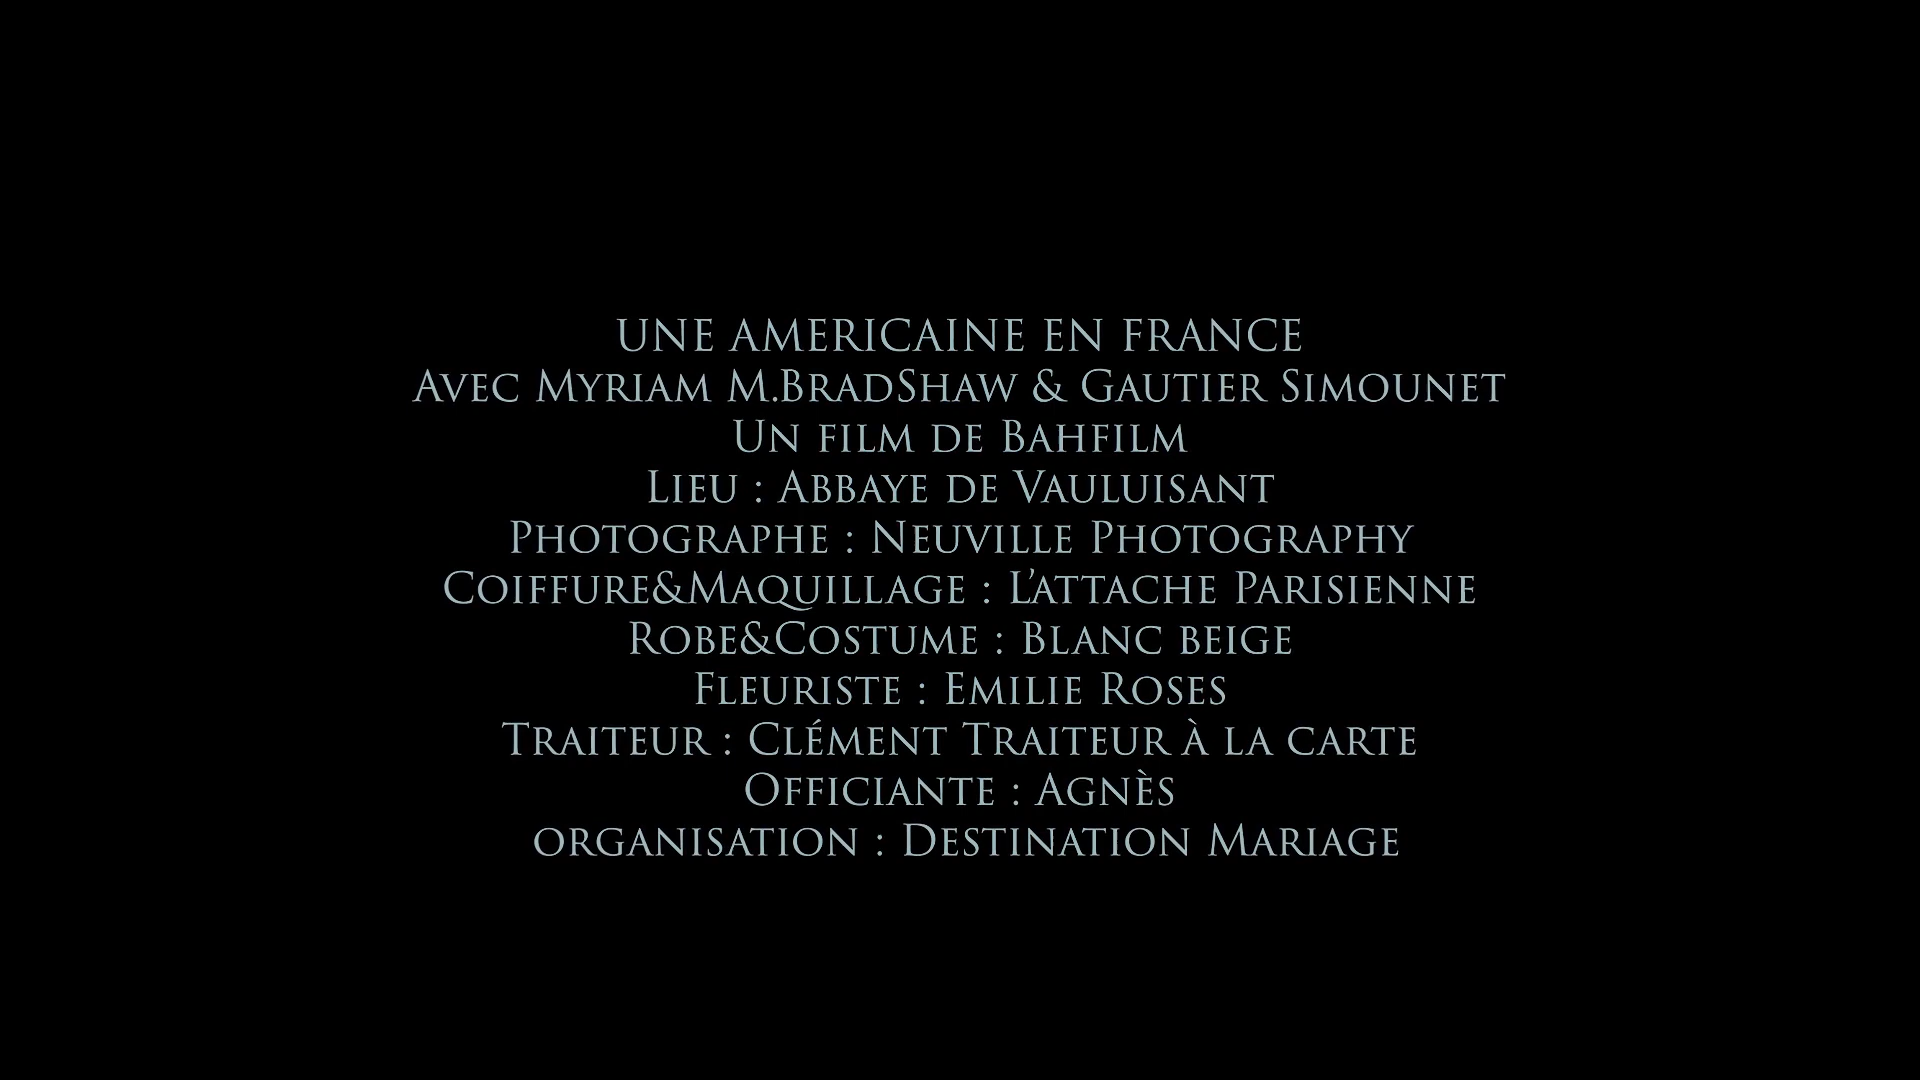 UNE AMERICAINE EN FRANCE
Avec Myriam M.BradShaw & Gautier Simounet
Un film de Bahfilm
Lieu : Abbaye de Vauluisant
Photographe : Neuville Photography
Coiffure&Maquillage : L'attache Parisienne
Robe&Costume : Blanc beige
Fleuriste : Emilie Roses
Traiteur : Clément Traiteur à la carte
Officiante : Agnès
organisation : Destination Mariage